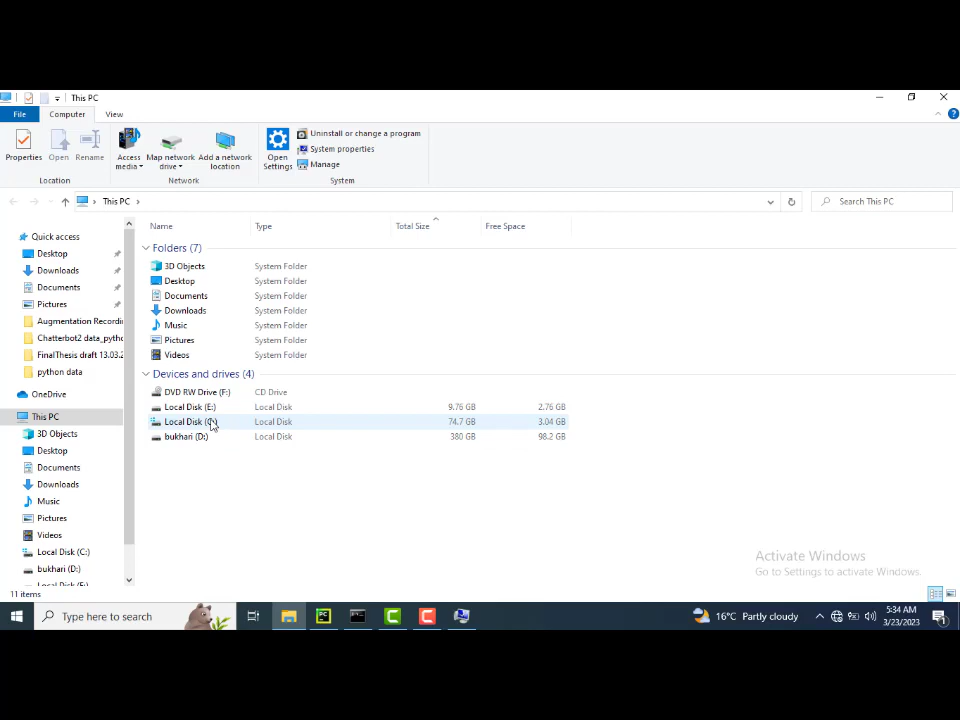 This PC
File Computer View
Properties Open Rename Access media Map network drive Add a network location Open Settings Uninstall or change a program
System properties
Manage
Location Network System
This PC Search This PC
Name Type Total Size Free Space
Quick access
Desktop
Downloads
Documents
Pictures
Augmentation Recordi
Chatterbot2 data_pytho
FinalThesis draft 13.03.2
python data
OneDrive
This PC
3D Objects
Desktop
Documents
Downloads
Music
Pictures
Videos
Local Disk (C:)
bukhari (D:)
Local Disk (E:)
Folders (7)
3D Objects System Folder
Desktop System Folder
Documents System Folder
Downloads System Folder
Music System Folder
Pictures System Folder
Videos System Folder
Devices and drives (4)
DVD RW Drive (F:) CD Drive
Local Disk (E:) Local Disk 9.76 GB 2.76 GB
Local Disk (C:) Local Disk 74.7 GB 3.04 GB
bukhari (D:) Local Disk 380 GB 98.2 GB
Activate Windows
Go to Settings to activate Windows.
11 items
Type here to search PC 16°C Partly cloudy 5:34 AM
3/23/2023
1